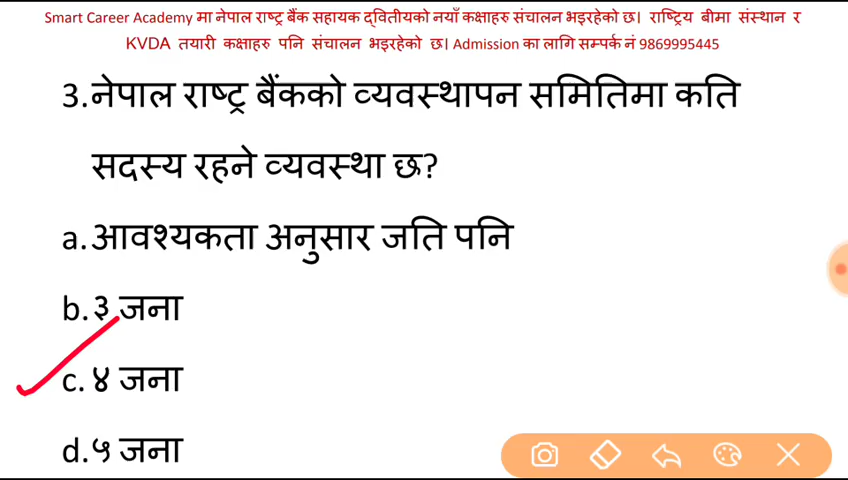 Smart Career Academy मा नेपाल राष्ट्र बैंक सहायक द्वितीयको नयाँ कक्षाहरु संचालन भइरहेको छ। राष्ट्रिय बीमा संस्थान र
KVDA तयारी कक्षाहरु पनि संचालन भइरहेको छ। Admission का लागि सम्पर्क नं 9869995445
3.नेपाल राष्ट्र बैंकको व्यवस्थापन समितिमा कति
सदस्य रहने व्यवस्था छ?
a.आवश्यकता अनुसार जति पनि
b.३ जना
c.४ जना
d.५ जना